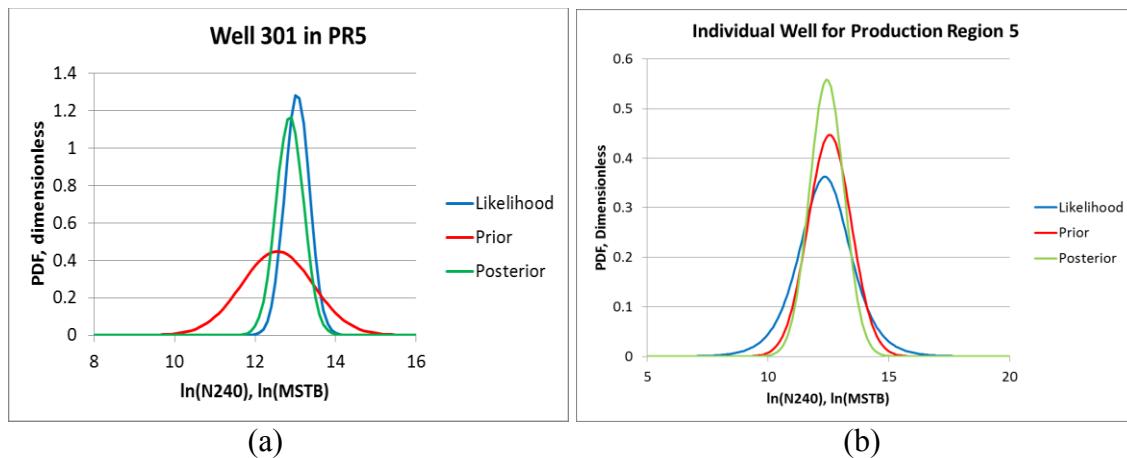 Well 301 in PR5
PDF, dimensionless
1.4
1.2
1
0.8
0.6
0.4
0.2
0
8 10 12 14 16
ln(N240), ln(MSTB)
Likelihood
Prior
Posterior
(a)
Individual Well for Production Region 5
PDF, Dimensionless
0.6
0.5
0.4
0.3
0.2
0.1
0
5 10 15 20
ln(N240), ln(MSTB)
Likelihood
Prior
Posterior
(b)